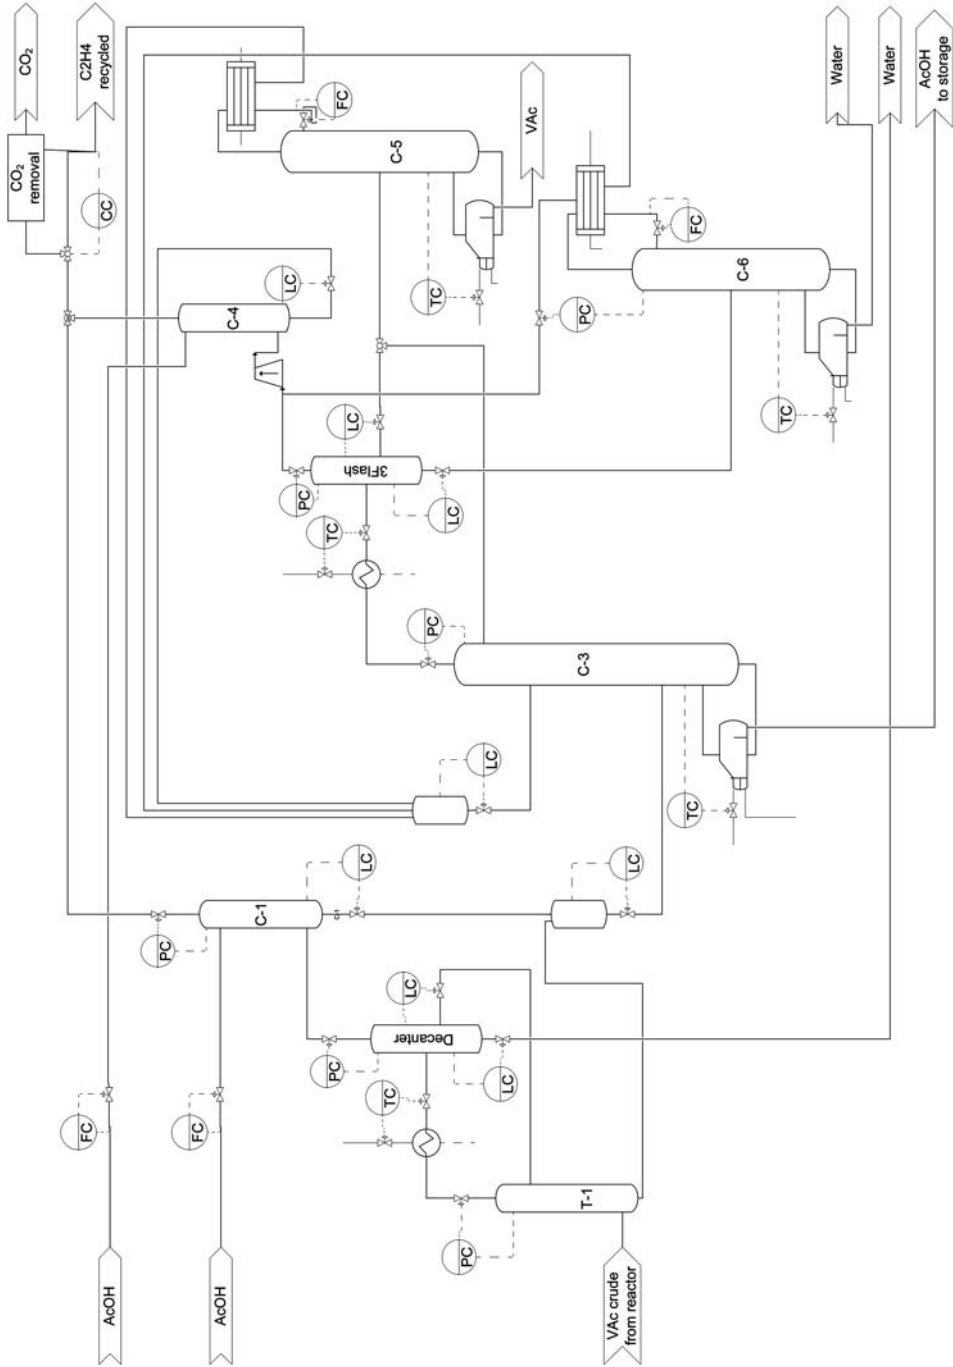 CO2
removal
CO2
C2H4
recycled
CC
FC
AcOH
PC
FC
AcOH
C-4
C-1
LC
PC
TC
PC
C-1
FC
LC
LC
3Flash
TC
C-5
LC
Decanter
PC
TC
LC
PC
LC
LC
VAc
C-3
PC
T-1
VAc crude
from reactor
LC
TC
FC
C-6
TC
Water
Water
AcOH
to storage